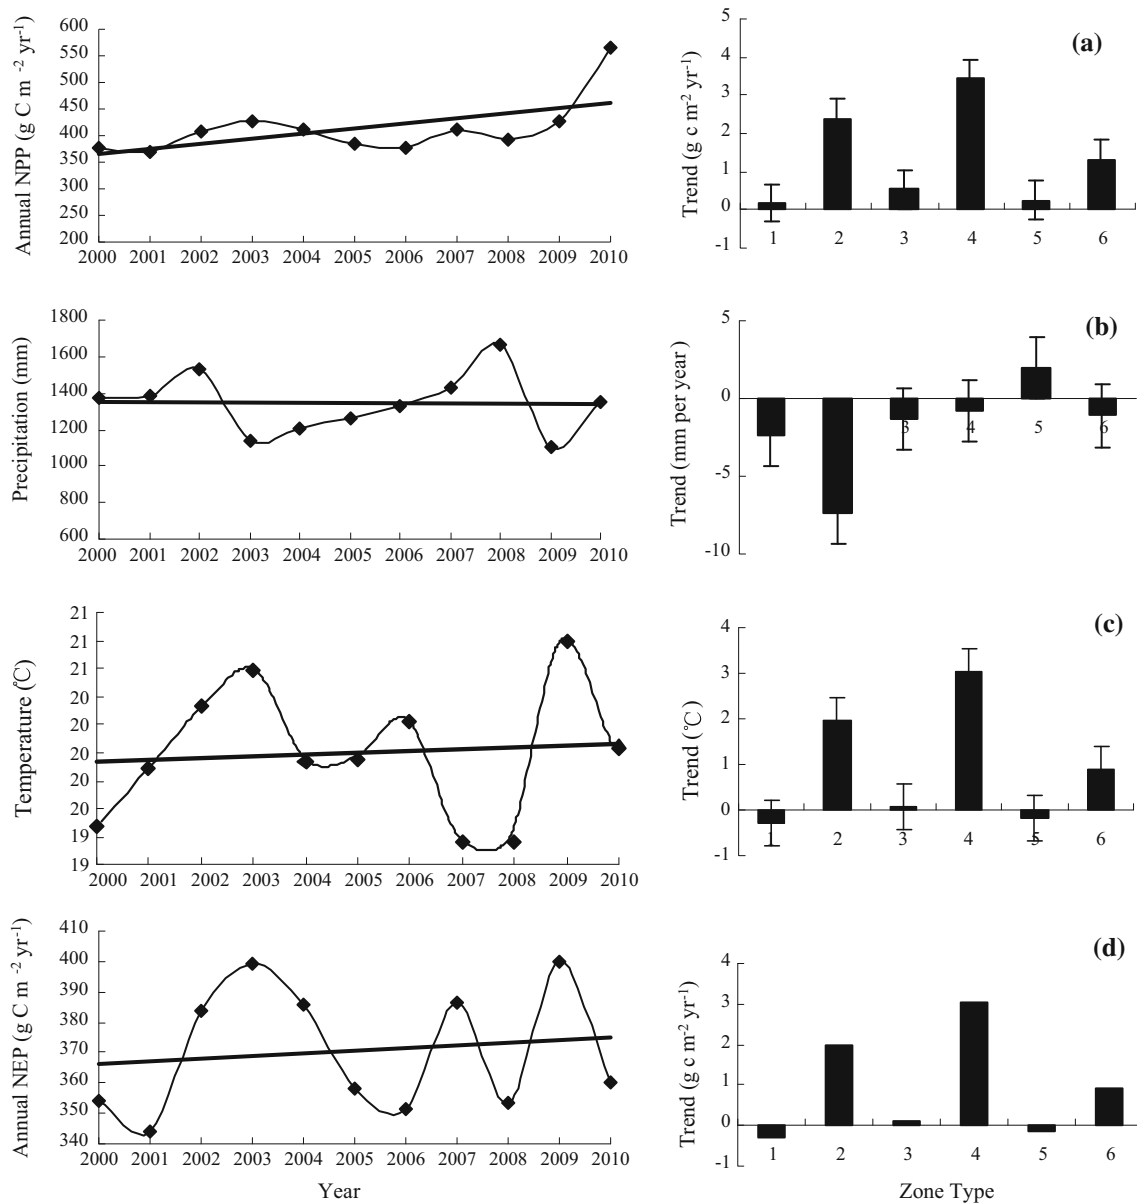 Annual NPP (g C m -2 yr-1)
600
550
500
450
400
350
300
250
200
2000 2001 2002 2003 2004 2005 2006 2007 2008 2009 2010
(a)
Trend (g c m-2 yr-1)
5
4
3
2
1
0
-1
1 2 3 4 5 6
Precipitation (mm)
1800
1600
1400
1200
1000
800
600
2000 2001 2002 2003 2004 2005 2006 2007 2008 2009 2010
(b)
Trend (mm per year)
5
0
-5
-10
3 4 5 6
Temperature (℃)
21
21
21
20
20
20
20
20
19
19
2000 2001 2002 2003 2004 2005 2006 2007 2008 2009 2010
(c)
Trend (℃)
4
3
2
1
0
-1
1 2 3 4 5 6
Annual NEP (g C m -2 yr-1)
410
400
390
380
370
360
350
340
2000 2001 2002 2003 2004 2005 2006 2007 2008 2009 2010
Year
(d)
Trend (g c m-2 yr-1)
4
3
2
1
0
-1
1 2 3 4 5 6
Zone Type